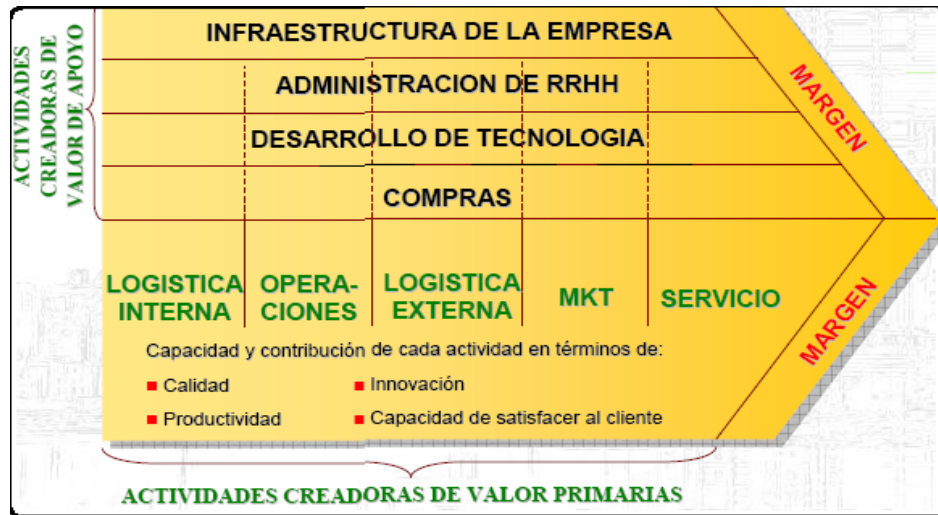 ACTIVIDADES
CREADORAS DE
VALOR DE APOYO
INFRAESTRUCTURA DE LA EMPRESA
ADMINISTRACION DE RRHH
DESARROLLO DE TECNOLOGIA
COMPRAS
MARGEN
LOGISTICA
INTERNA
OPERA-
CIONES
LOGISTICA
EXTERNA
MKT
SERVICIO
MARGEN
Capacidad y contribución de cada actividad en términos de:
Calidad
Innovación
Productividad
Capacidad de satisfacer al cliente
ACTIVIDADES CREADORAS DE VALOR PRIMARIAS